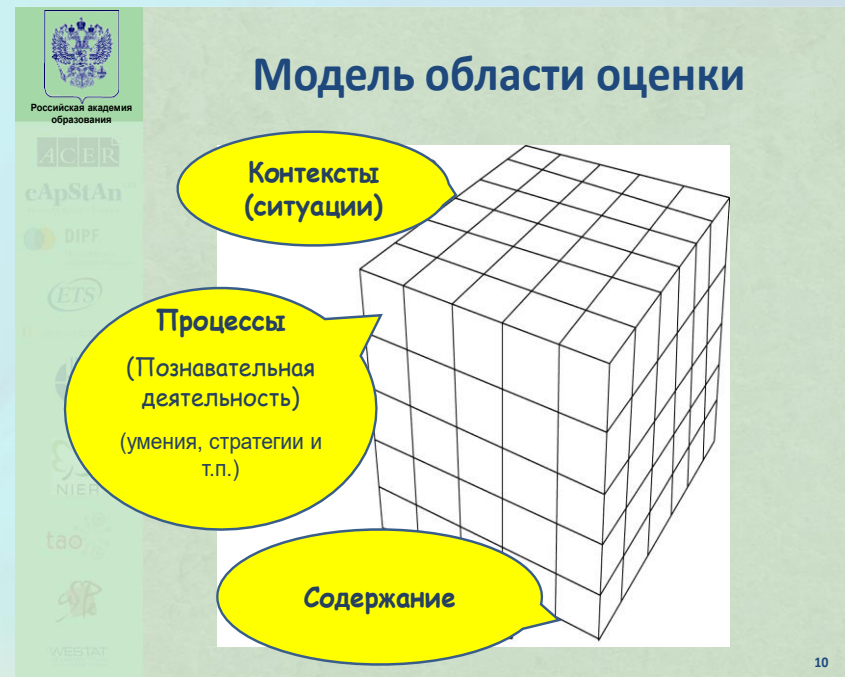 Российская академия
образования
Модель области оценки
ACER
cApStAn
DIPF
ETS
NIER
tao
WESTAT
Контексты
(ситуации)
Процессы
(Познавательная
деятельность)
(умения, стратегии и
т.п.)
Содержание
10